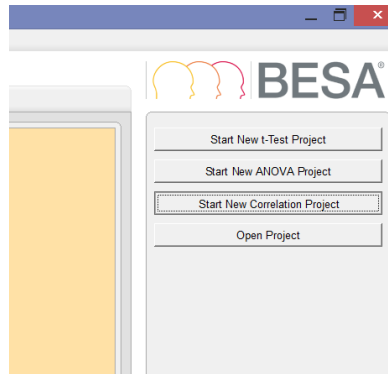 BESA®
Start New t-Test Project
Start New ANOVA Project
Start New Correlation Project
Open Project